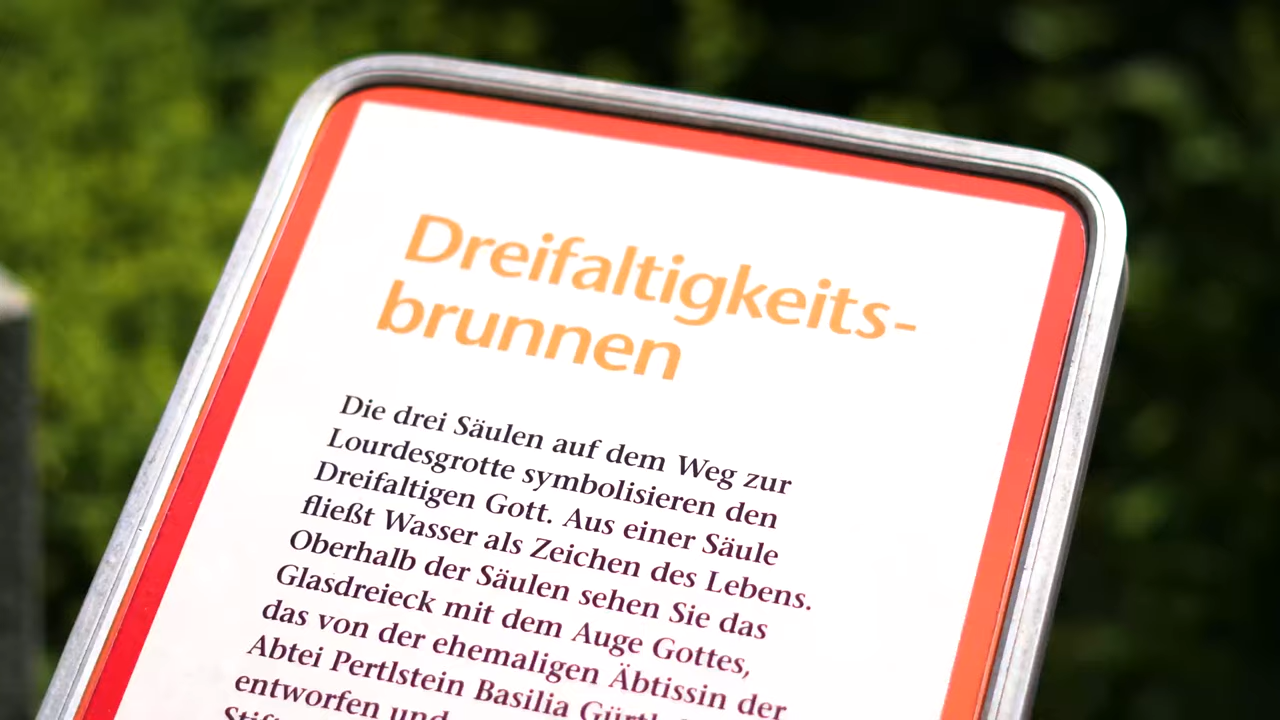 Dreifaltigkeits-
brunnen
Die drei Säulen auf dem Weg zur
Lourdesgrotte symbolisieren den
Dreifaltigen Gott. Aus einer Säule
fließt Wasser als Zeichen des Lebens.
Oberhalb der Säulen sehen Sie das
Glasdreieck mit dem Auge Gottes,
das von der ehemaligen Äbtissin der
Abtei Pertlstein Basilia
entworfen und